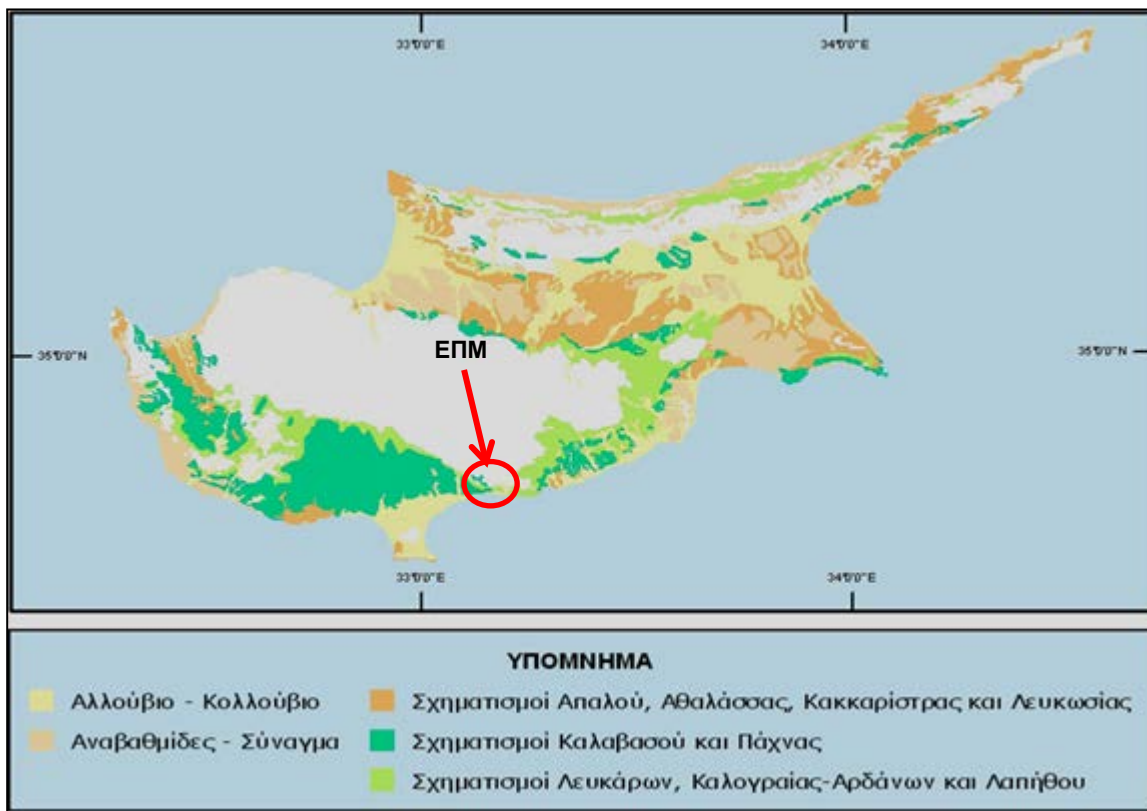 33°0'0"E 34°0'0"E
35°0'0"N 35°0'0"N
ΕΠΜ
33°0'0"E 34°0'0"E
ΥΠΟΜΝΗΜΑ
Αλλούβιο - Κολλούβιο
Αναβαθμίδες - Σύναγμα
Σχηματισμοί Απαλού, Αθαλάσσας, Κακκαρίστρας και Λευκωσίας
Σχηματισμοί Καλαβασού και Πάχνας
Σχηματισμοί Λευκάρων, Καλογραίας-Αρδάνων και Λαπήθου